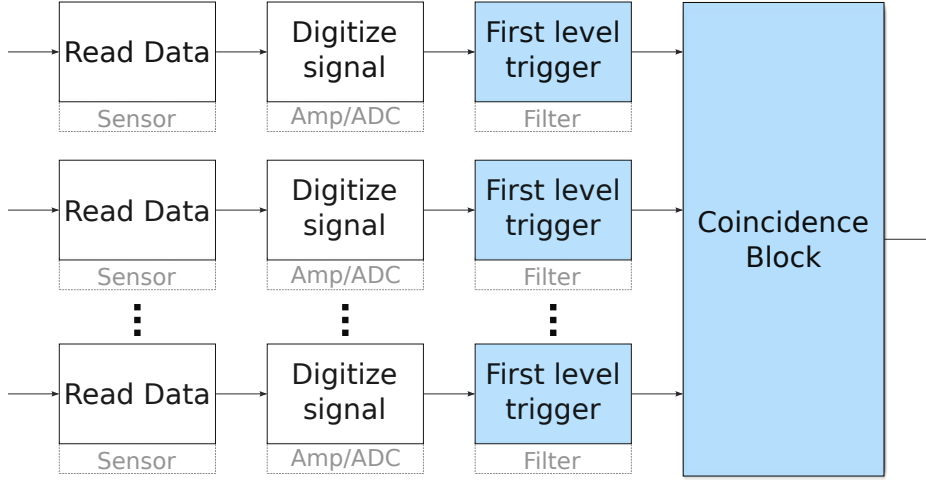 Read Data
Digitize
signal
First level
trigger
Sensor
Amp/ADC
Filter
Read Data
Digitize
signal
First level
trigger
Sensor
Amp/ADC
Filter
Coincidence
Block
Read Data
Digitize
signal
First level
trigger
Sensor
Amp/ADC
Filter